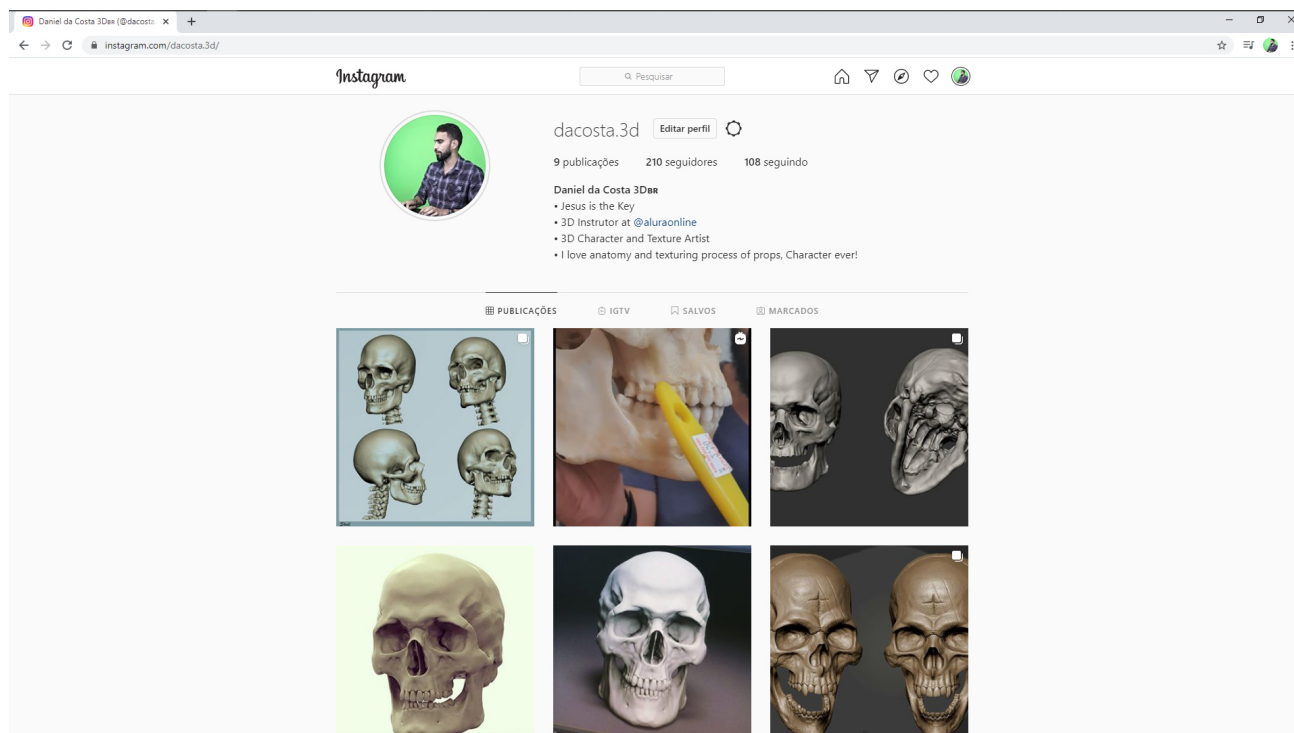 Daniel da Costa 3Dʙʀ (@dacosta
instagram.com/dacosta.3d/
Instagram
Pesquisar
dacosta.3d Editar perfil
9 publicações 210 seguidores 108 seguindo
Daniel da Costa 3Dʙʀ
• Jesus is the Key
• 3D Instrutor at @aluraonline
• 3D Character and Texture Artist
• I love anatomy and texturing process of props, Character ever!
PUBLICAÇÕES IGTV SALVOS MARCADOS